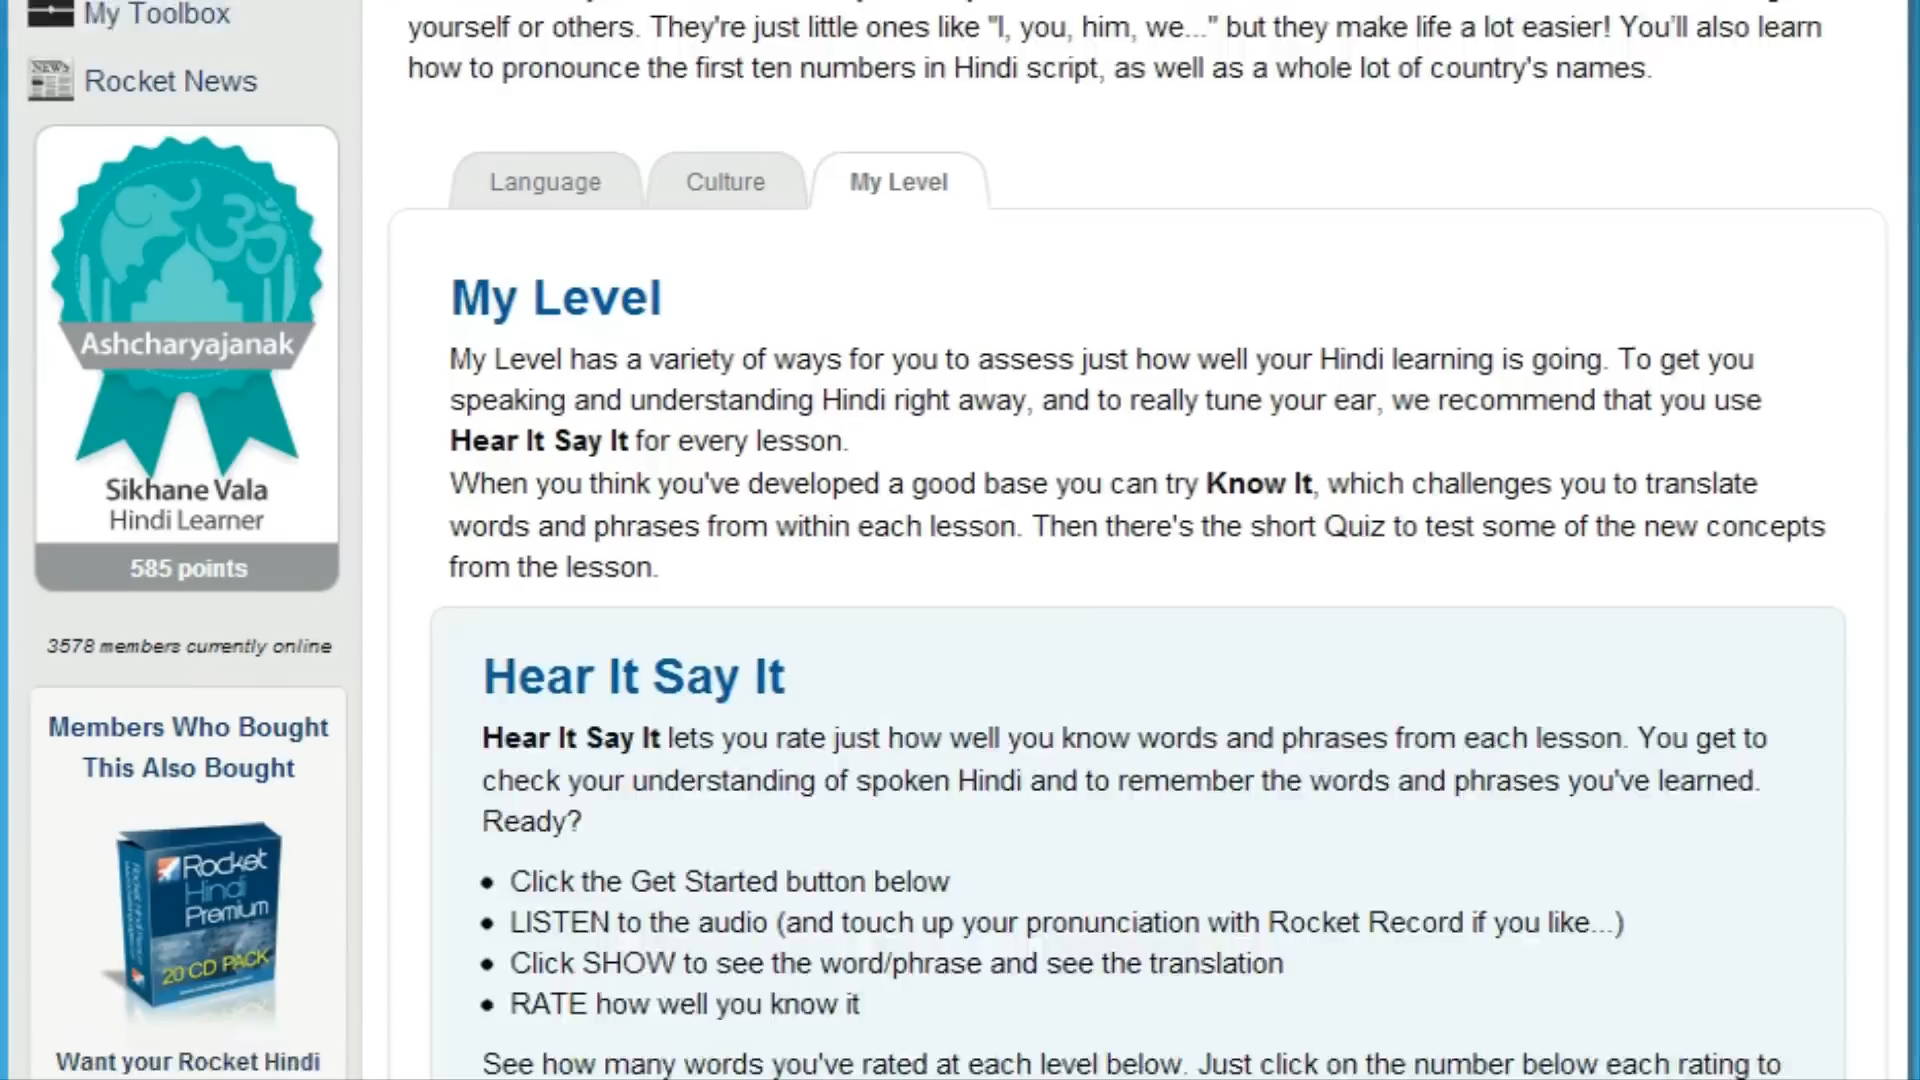 My Toolbox
NEWS
Rocket News
Ashcharyajanak
Sikhane Vala
Hindi Learner
585 points
3578 members currently online
Members Who Bought
This Also Bought
Rocket
Hindi
Premium
20 CD PACK
Want your Rocket Hindi
yourself or others. They're just little ones like "I, you, him, we..." but they make life a lot easier! You'll also learn
how to pronounce the first ten numbers in Hindi script, as well as a whole lot of country's names.
Language
Culture
My Level
My Level
My Level has a variety of ways for you to assess just how well your Hindi learning is going. To get you
speaking and understanding Hindi right away, and to really tune your ear, we recommend that you use
Hear It Say It for every lesson.
When you think you've developed a good base you can try Know It, which challenges you to translate
words and phrases from within each lesson. Then there's the short Quiz to test some of the new concepts
from the lesson.
Hear It Say It
Hear It Say It lets you rate just how well you know words and phrases from each lesson. You get to
check your understanding of spoken Hindi and to remember the words and phrases you've learned.
Ready?
• Click the Get Started button below
• LISTEN to the audio (and touch up your pronunciation with Rocket Record if you like...)
• Click SHOW to see the word/phrase and see the translation
• RATE how well you know it
See how many words you've rated at each level below. Just click on the number below each rating to